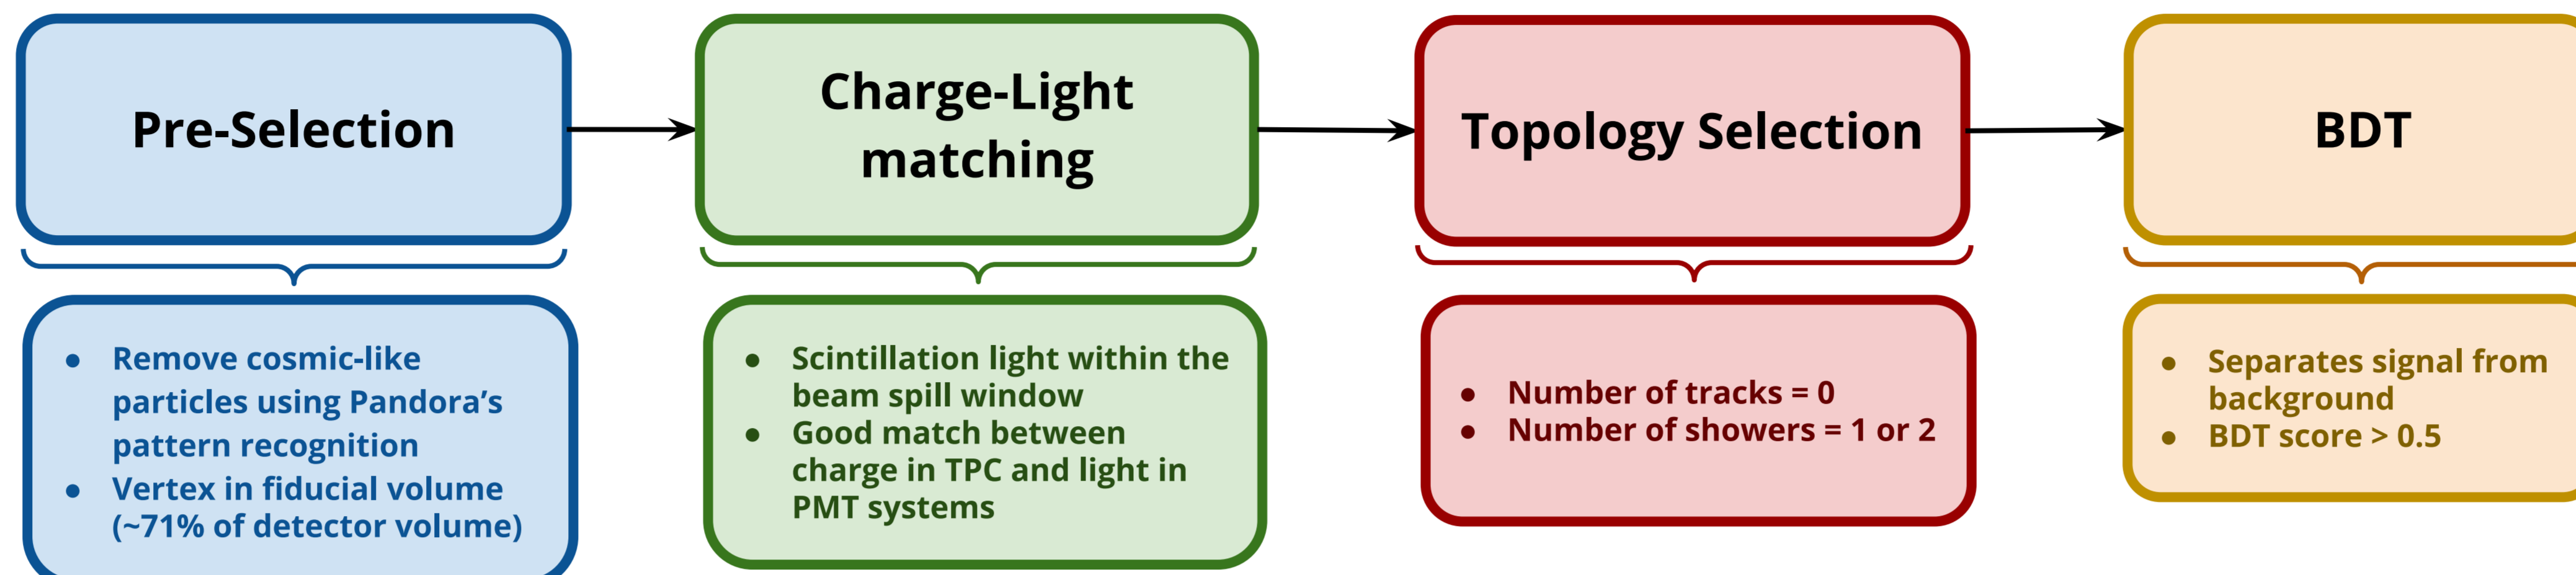 Pre-Selection
Charge-Light
matching
Topology Selection
BDT
● Remove cosmic-like
particles using Pandora’s
pattern recognition
● Vertex in fiducial volume
(~71% of detector volume)
● Scintillation light within the
beam spill window
● Good match between
charge in TPC and light in
PMT systems
● Number of tracks = 0
● Number of showers = 1 or 2
● Separates signal from
background
● BDT score > 0.5